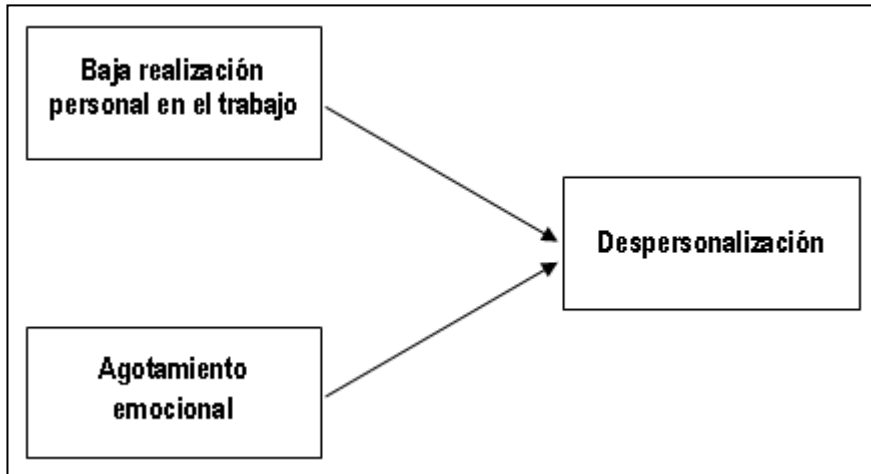 Baja realización
personal en el trabajo
Despersonalización
Agotamiento
emocional